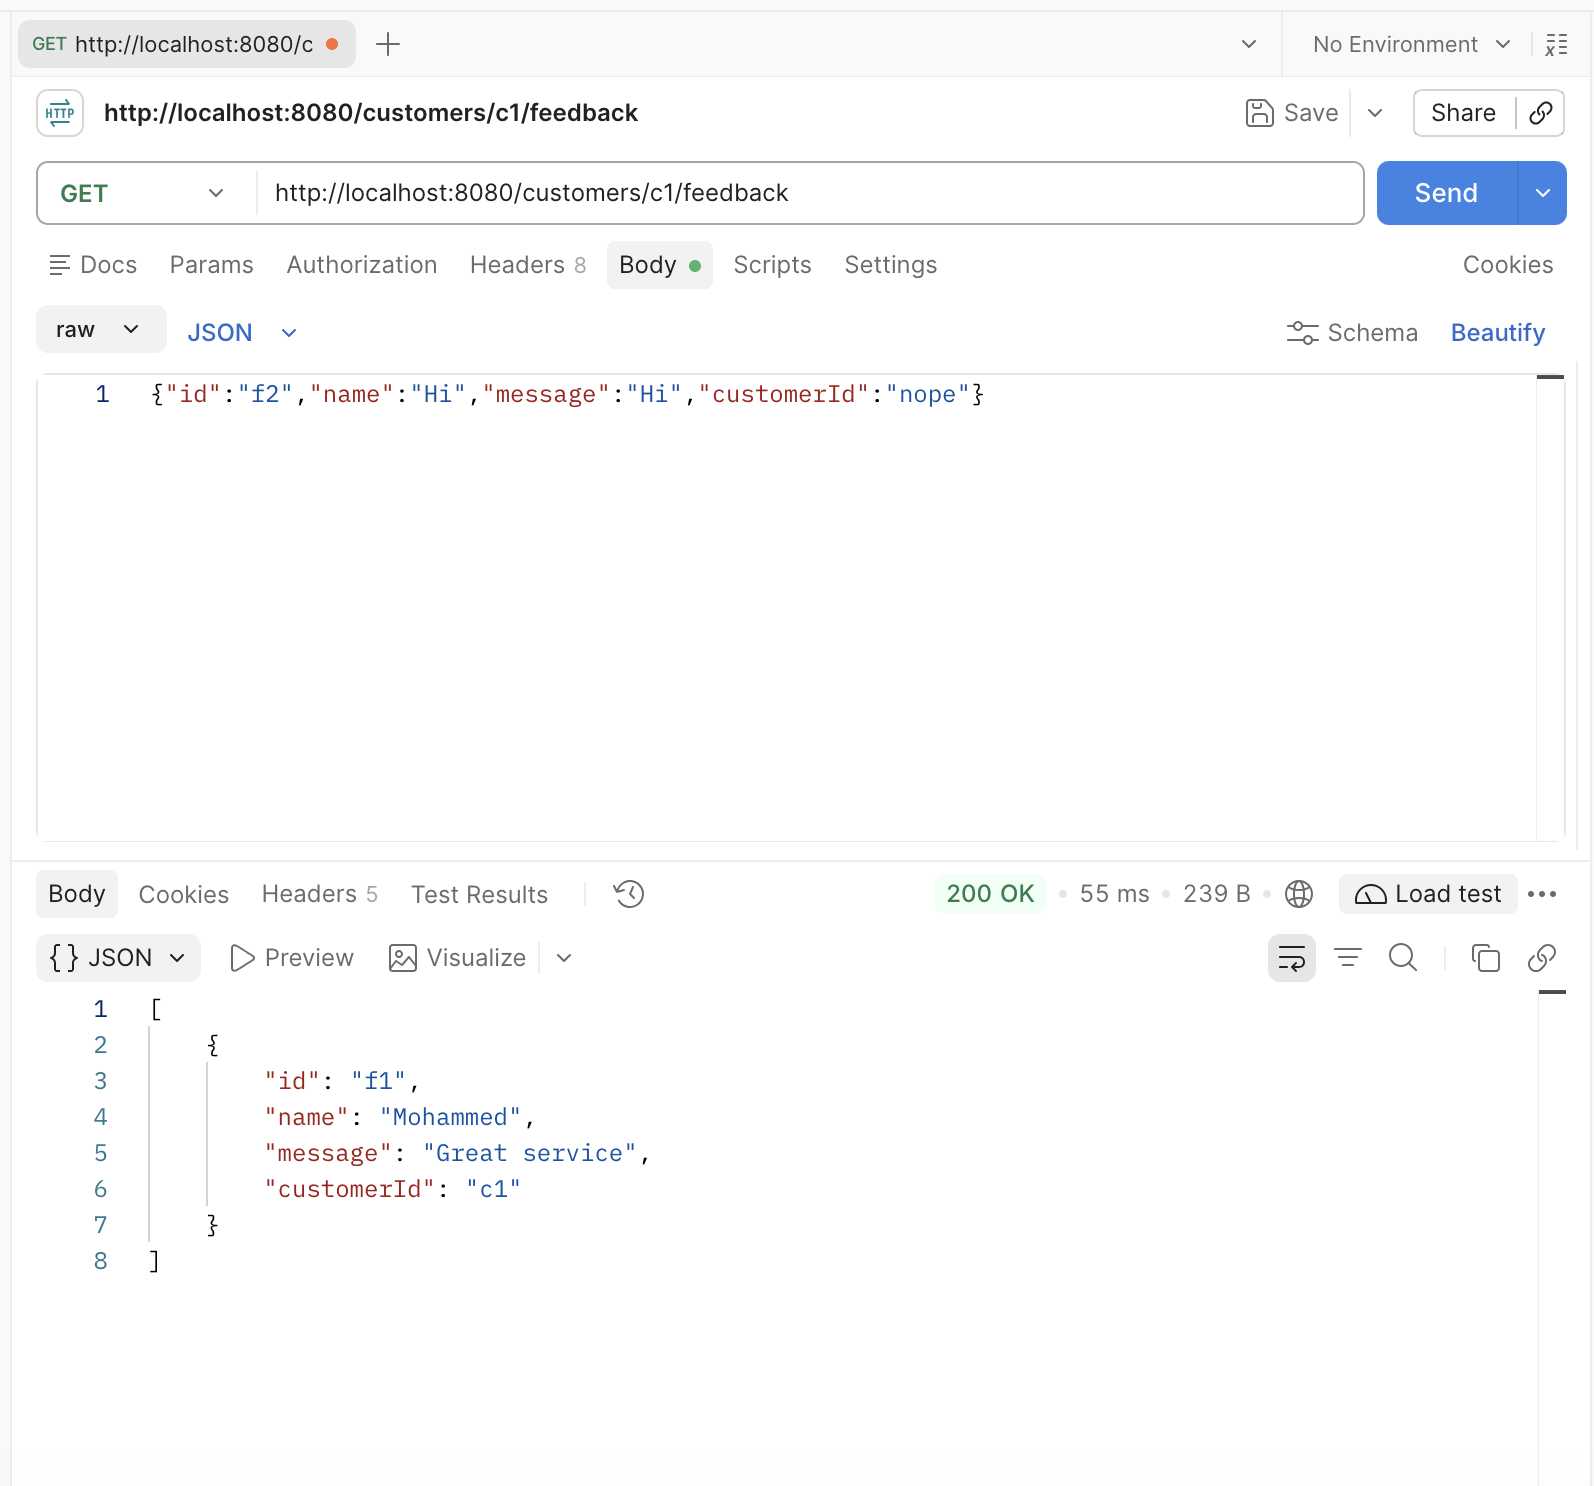 GET http://localhost:8080/c
No Environment
HTTP http://localhost:8080/customers/c1/feedback
Save
Share
GET http://localhost:8080/customers/c1/feedback
Send
Docs Params Authorization Headers 8 Body Scripts Settings Cookies
raw JSON Schema Beautify
1 {"id":"f2","name":"Hi","message":"Hi","customerId":"nope"}
Body Cookies Headers 5 Test Results 200 OK 55 ms 239 B Load test
{} JSON Preview Visualize
1 [
2 {
3 "id": "f1",
4 "name": "Mohammed",
5 "message": "Great service",
6 "customerId": "c1"
7 }
8 ]